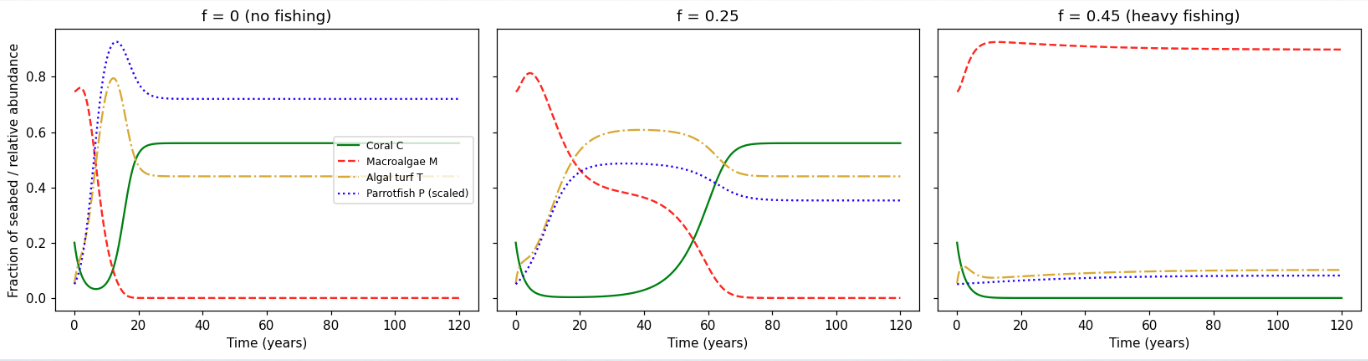 f = 0 (no fishing)
f = 0.25
f = 0.45 (heavy fishing)
Fraction of seabed / relative abundance
0.8
0.6
0.4
0.2
0.0
Coral C
Macroalgae M
Algal turf T
Parrotfish P (scaled)
0 20 40 60 80 100 120
0 20 40 60 80 100 120
0 20 40 60 80 100 120
Time (years)
Time (years)
Time (years)